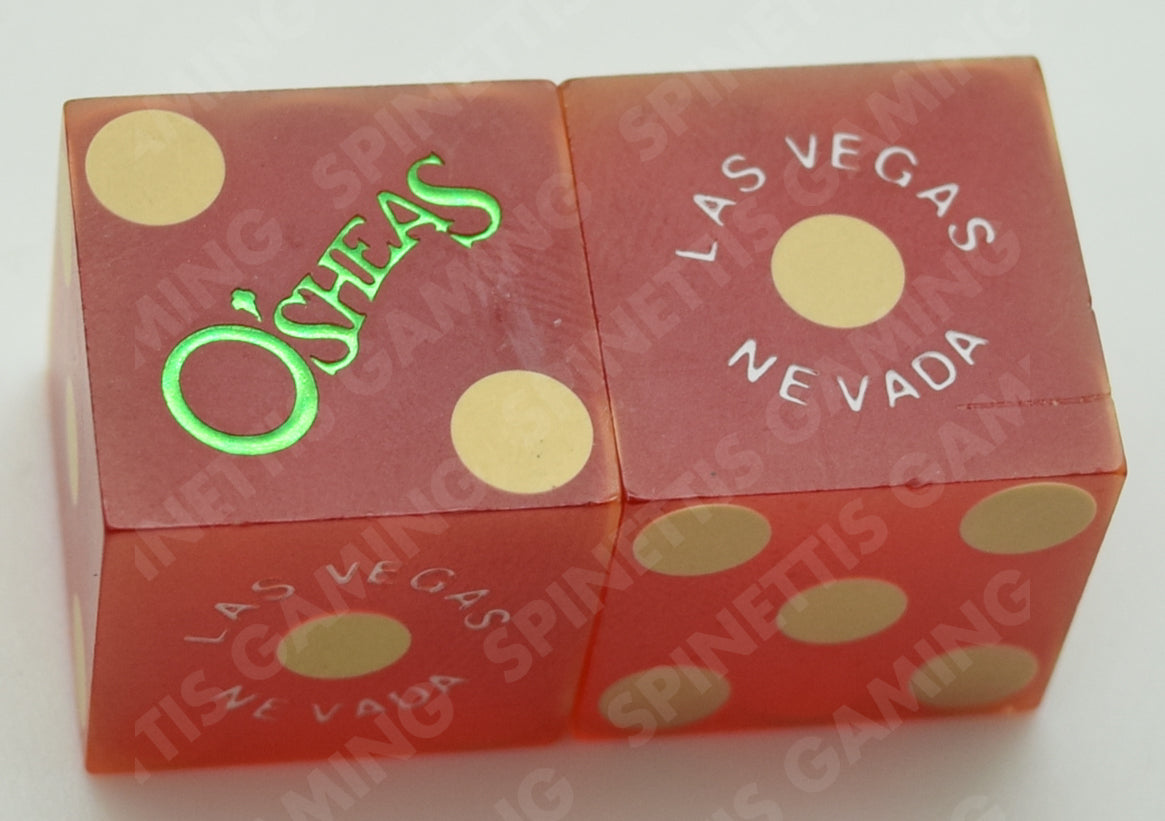 O'SHEAS
LAS VEGAS
NEVADA
LAS VEGAS
NEVADA
SPINETTIS GAMING